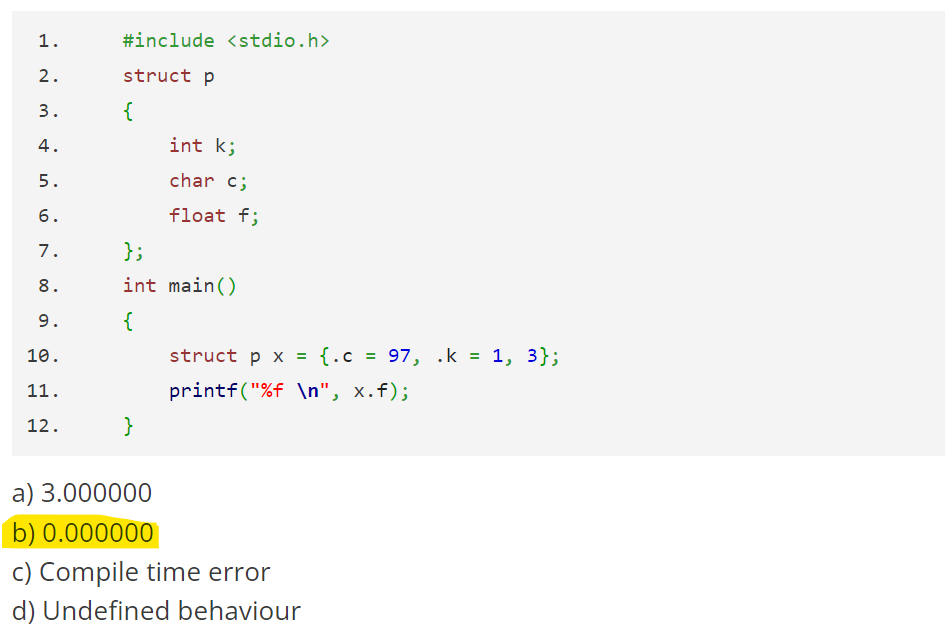 1. #include <stdio.h>
2. struct p
3. {
4. int k;
5. char c;
6. float f;
7. };
8. int main()
9. {
10. struct p x = {.c = 97, .k = 1, 3};
11. printf("%f \n", x.f);
12. }
a) 3.000000
b) 0.000000
c) Compile time error
d) Undefined behaviour